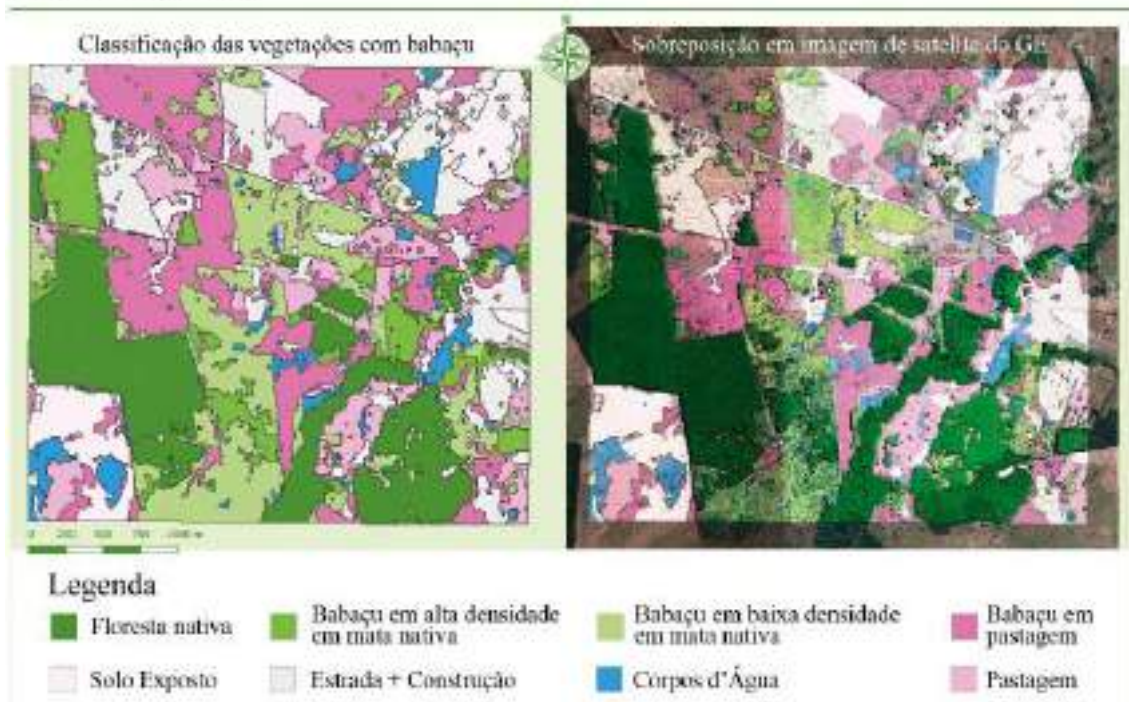 Classificação das vegetações com babaçu
Sobreposição em imagem de satelite do GE
Legenda
Floresta nativa
Babaçu em alta densidade
em mata nativa
Babaçu em baixa densidade
em mata nativa
Babaçu em
pastagem
Solo Exposto
Estrada + Construção
Corpos d'Água
Pastagem